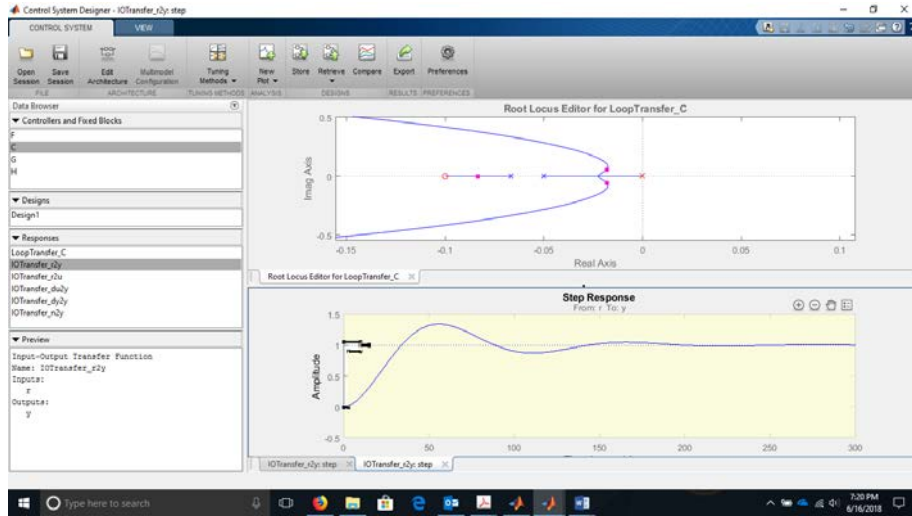 Control System Designer - IOTransfer_r2y: step
CONTROL SYSTEM VIEW
Open Session
Save Session
Edit Architecture
Multimodel Configuration
Tuning Methods
New Plot
Store
Retrieve
Compare
Export
Preferences
FILE ARCHITECTURE TUNING METHODS ANALYSIS DESIGNS RESULTS PREFERENCES
Data Browser
Controllers and Fixed Blocks
F
C
G
H
Designs
Design1
Responses
LoopTransfer_C
IOTransfer_r2y
IOTransfer_r2u
IOTransfer_du2y
IOTransfer_dy2y
IOTransfer_n2y
Preview
Input-Output Transfer Function
Name: IOTransfer_r2y
Inputs:
r
Outputs:
y
Root Locus Editor for LoopTransfer_C
Imag Axis
0.5
0
-0.5
-0.15 -0.1 -0.05 0 0.05 0.1
Real Axis
Root Locus Editor for LoopTransfer_C
Step Response
From: r To: y
Amplitude
1.5
1
0.5
0
-0.5
0 50 100 150 200 250 300
IOTransfer_r2y: step IOTransfer_r2y: step
Type here to search
7:20 PM
6/16/2018